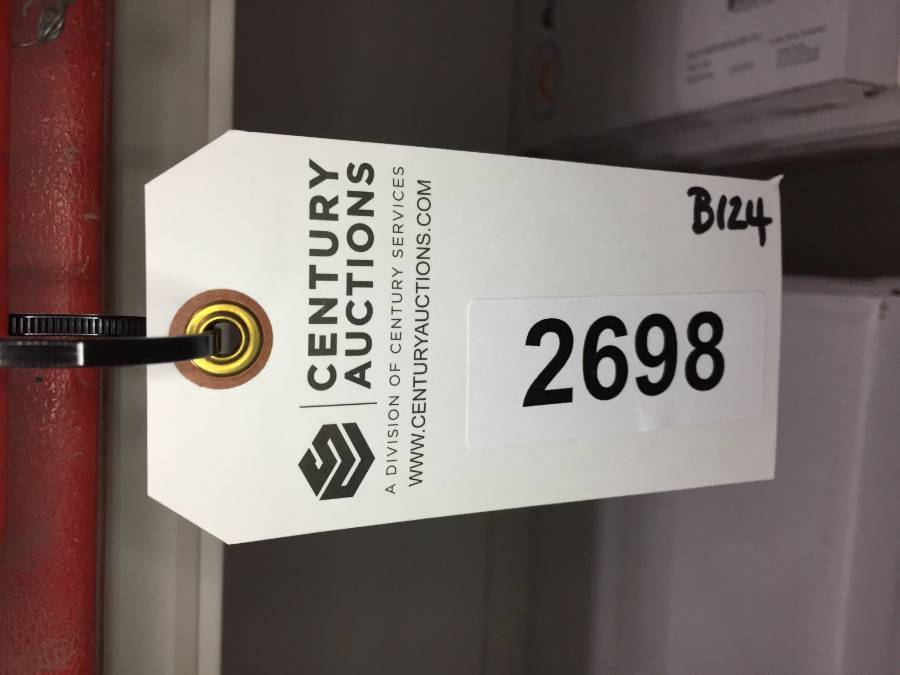 CENTURY
AUCTIONS
A DIVISION OF CENTURY SERVICES
WWW.CENTURYAUCTIONS.COM
2698
B124